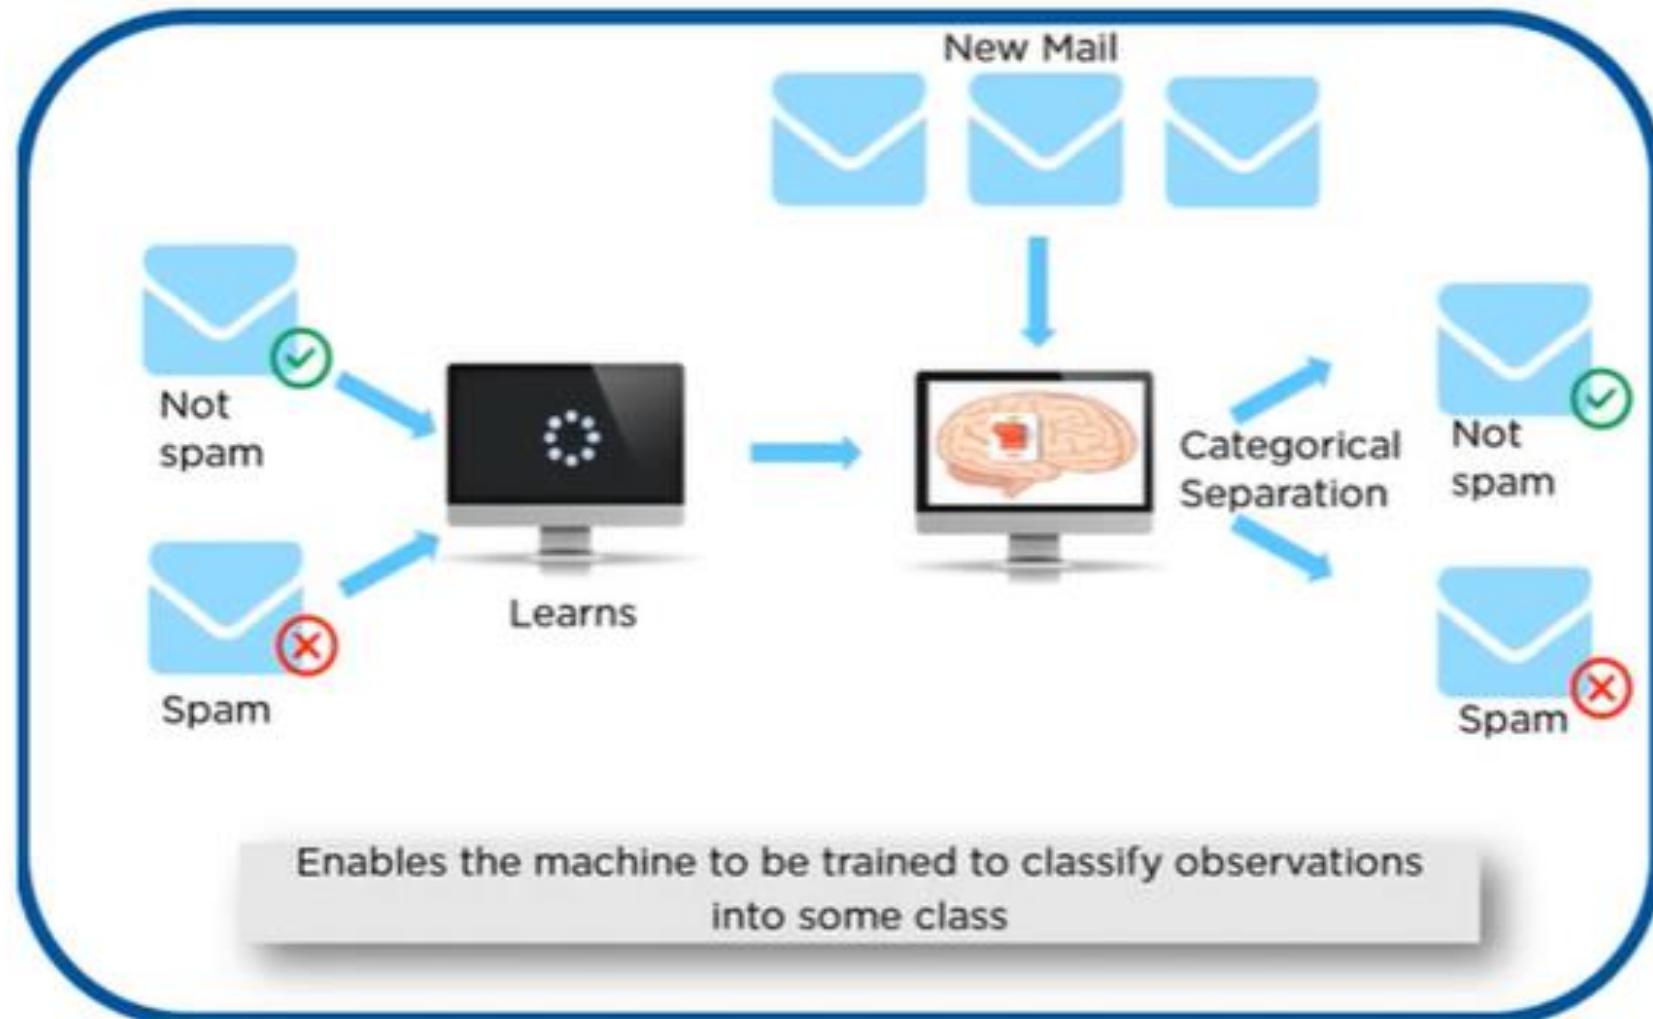 New Mail
Not
spam
Spam
Learns
Categorical
Separation
Not
spam
Spam
Enables the machine to be trained to classify observations
into some class